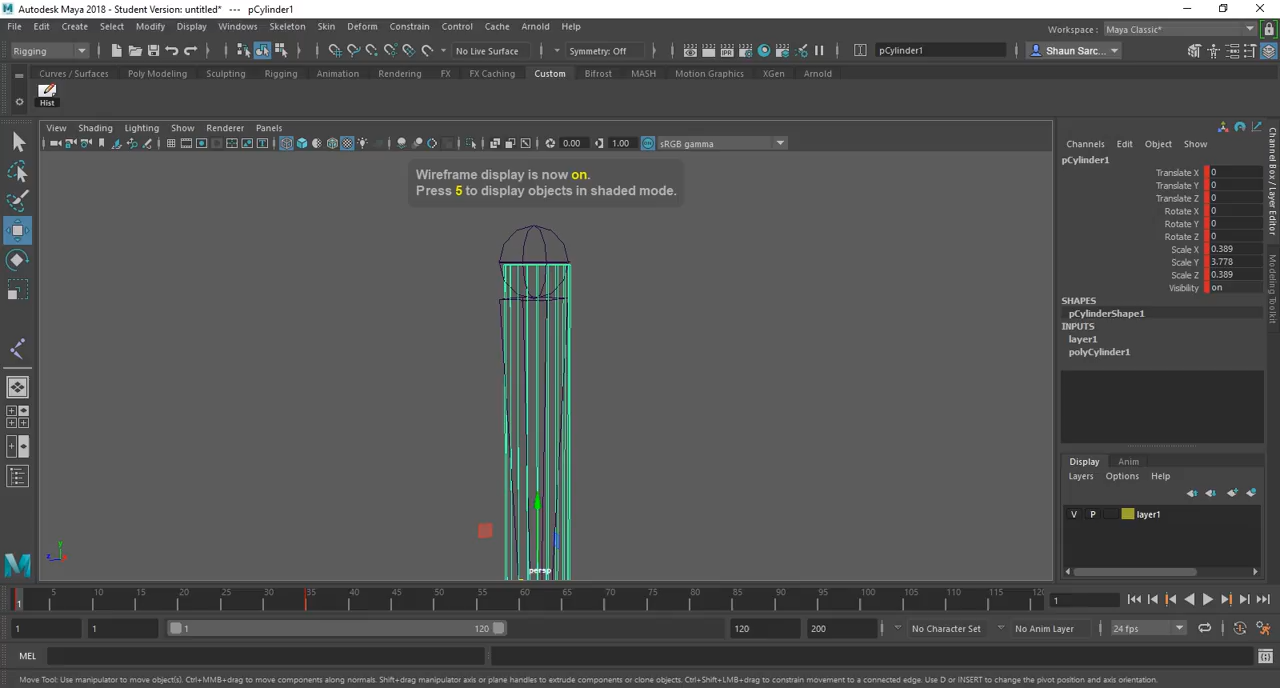 Autodesk Maya 2018 - Student Version: untitled* --- pCylinder1
File Edit Create Select Modify Display Windows Skeleton Skin Deform Constrain Control Cache Arnold Help
Workspace : Maya Classic*
Rigging No Live Surface Symmetry: Off pCylinder1 Shaun Sarc...
Curves / Surfaces Poly Modeling Sculpting Rigging Animation Rendering FX FX Caching Custom Bifrost MASH Motion Graphics XGen Arnold
Hist
View Shading Lighting Show Renderer Panels
0.00 1.00 sRGB gamma
Wireframe display is now on.
Press 5 to display objects in shaded mode.
persp
Channels Edit Object Show
pCylinder1
Translate X 0
Translate Y 0
Translate Z 0
Rotate X 0
Rotate Y 0
Rotate Z 0
Scale X 0.389
Scale Y 3.778
Scale Z 0.389
Visibility on
SHAPES
pCylinderShape1
INPUTS
layer1
polyCylinder1
Display Anim
Layers Options Help
V P layer1
Channel Box / Layer Editor
Modeling Toolkit
5 10 15 20 25 30 35 40 45 50 55 60 65 70 75 80 85 90 95 100 105 110 115 120
1 1
1 1 1 120 120 200 No Character Set No Anim Layer 24 fps
MEL
Move Tool: Use manipulator to move object(s). Ctrl+MMB+drag to move components along normals. Shift+drag manipulator axis or plane handles to extrude components or clone objects. Ctrl+Shift+LMB+drag to constrain movement to a connected edge. Use D or INSERT to change the pivot position and axis orientation.